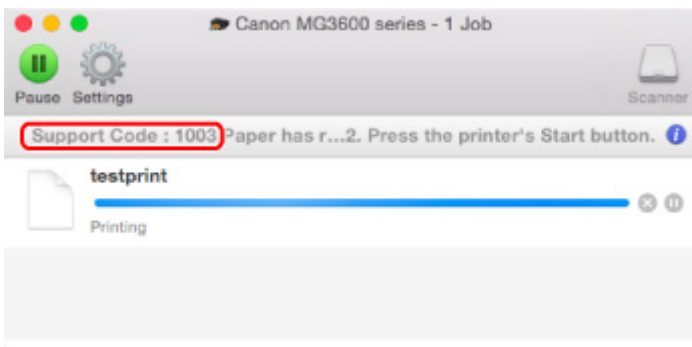 Canon MG3600 series - 1 Job
Pause Settings
Scanner
Support Code : 1003 Paper has r...2. Press the printer's Start button.
testprint
Printing